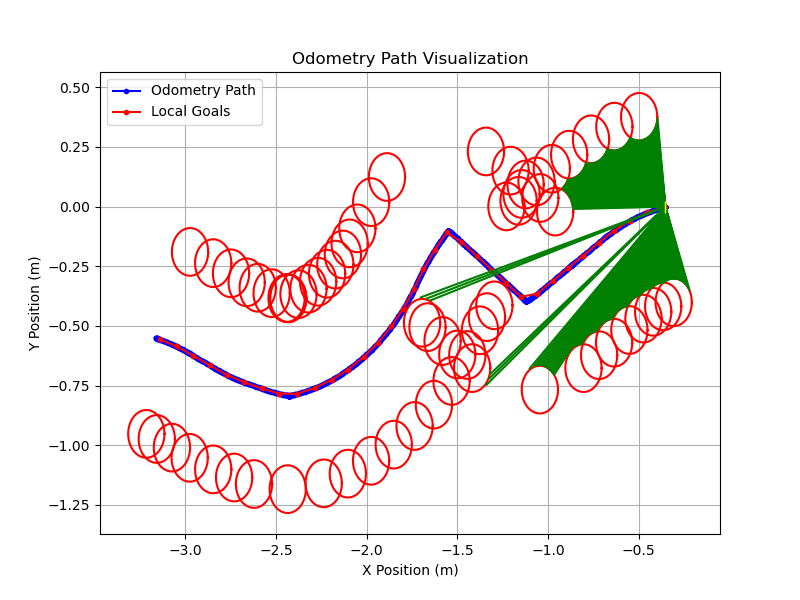 Odometry Path Visualization
Odometry Path
Local Goals
0.50
0.25
0.00
−0.25
−0.50
−0.75
−1.00
−1.25
Y Position (m)
−3.0 −2.5 −2.0 −1.5 −1.0 −0.5
X Position (m)